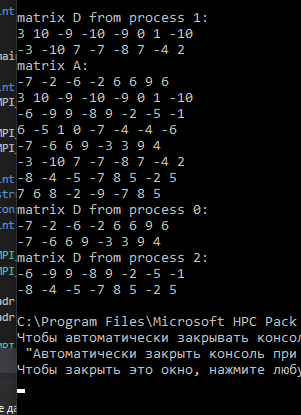 matrix D from process 1:
3 10 -9 -10 -9 0 1 -10
-3 -10 7 -7 -8 7 -4 2
matrix A:
-7 -2 -6 -2 6 6 9 6
3 10 -9 -10 -9 0 1 -10
-6 -9 9 -8 9 -2 -5 -1
6 -5 1 0 -7 -4 -4 -6
-7 -6 6 9 -3 3 9 4
-3 -10 7 -7 -8 7 -4 2
-8 -4 -5 -7 8 5 -2 5
7 6 8 -2 -9 -7 8 5
matrix D from process 0:
-7 -2 -6 -2 6 6 9 6
-7 -6 6 9 -3 3 9 4
matrix D from process 2:
-6 -9 9 -8 9 -2 -5 -1
-8 -4 -5 -7 8 5 -2 5
C:\Program Files\Microsoft HPC Pack
Чтобы автоматически закрывать
"Автоматически закрыть консоль при
Чтобы закрыть это окно, нажмите